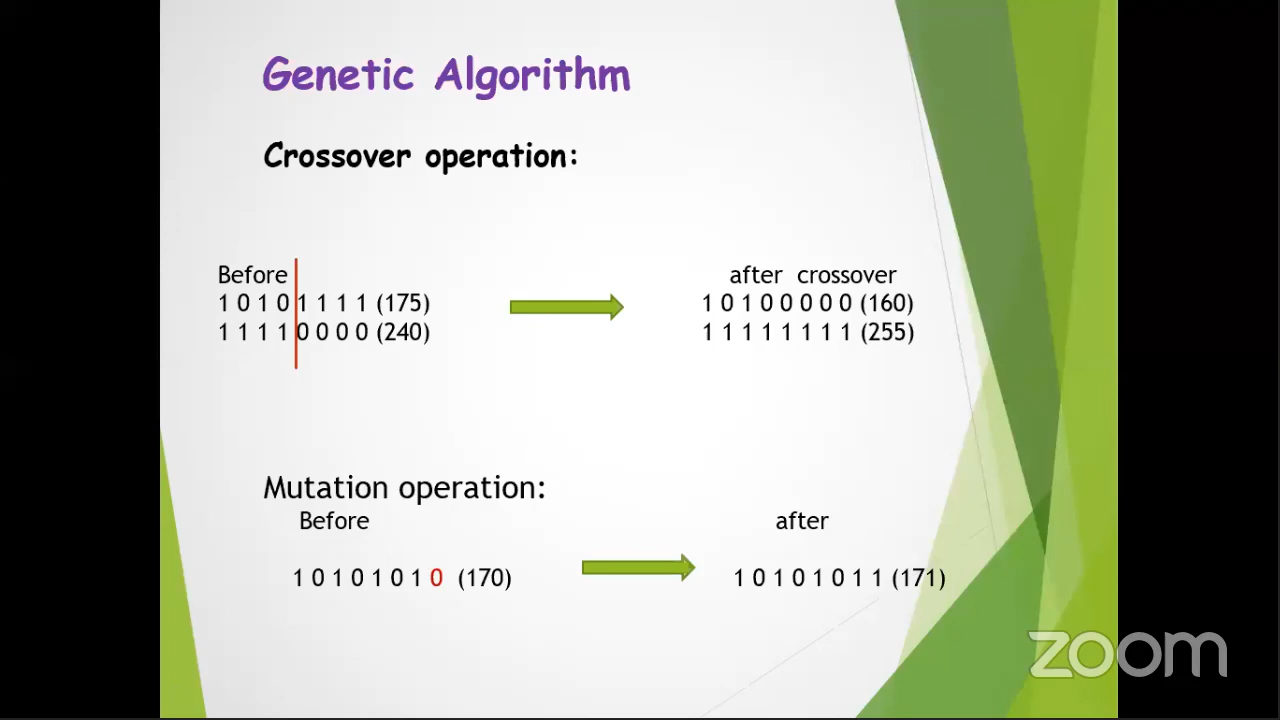 Genetic Algorithm
Crossover operation:
Before after crossover
1 0 1 0 1 1 1 1 (175) 1 0 1 0 0 0 0 0 (160)
1 1 1 1 0 0 0 0 (240) 1 1 1 1 1 1 1 1 (255)
Mutation operation:
Before after
1 0 1 0 1 0 1 0 (170) 1 0 1 0 1 0 1 1 (171)
zoom